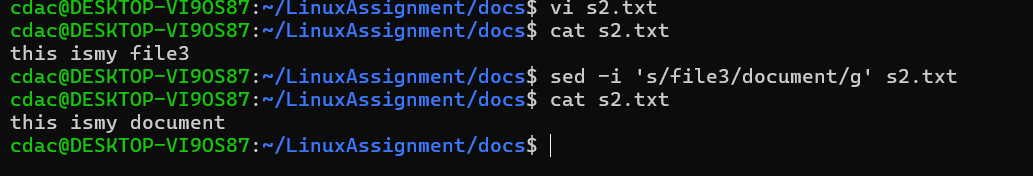 cdac@DESKTOP-VI9OS87:~/LinuxAssignment/docs$ vi s2.txt
cdac@DESKTOP-VI9OS87:~/LinuxAssignment/docs$ cat s2.txt
this ismy file3
cdac@DESKTOP-VI9OS87:~/LinuxAssignment/docs$ sed -i 's/file3/document/g' s2.txt
cdac@DESKTOP-VI9OS87:~/LinuxAssignment/docs$ cat s2.txt
this ismy document
cdac@DESKTOP-VI9OS87:~/LinuxAssignment/docs$